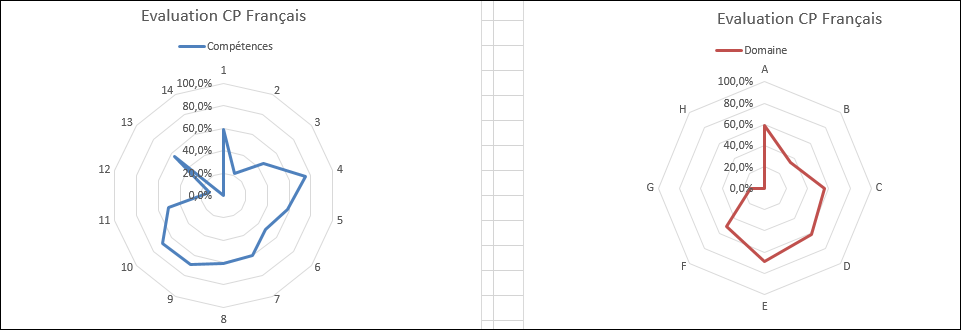 Evaluation CP Français
Compétences
1
2
3
4
5
6
7
8
9
10
11
12
13
14
100,0%
80,0%
60,0%
40,0%
20,0%
0,0%
Evaluation CP Français
Domaine
A
B
C
D
E
F
G
H
100,0%
80,0%
60,0%
40,0%
20,0%
0,0%